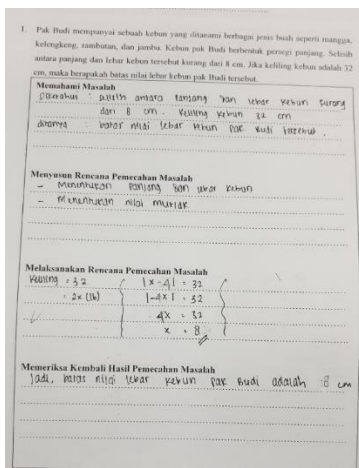 1. Pak Budi mempunyai sebuah kebun yang ditanami berbagai jenis buah seperti mangga,
kelengkeng, rambutan, dan jamba. Kebun pak Budi berbentuk persegi panjang. Selisih
antara panjang dan lebar kebun tersebut kurang dari 8 cm. Jika keliling kebun adalah 32
cm, maka berapakah batas nilai lebar kebun pak Budi tersebut.
Memahami Masalah
: selisih antara panjang dan lebar kebun kurang
dari 8 cm. keliling kebun 32 cm
ditanya : batas nilai lebar kebun pak Budi tersebut.
Menyusun Rencana Pemecahan Masalah
- Menentukan panjang dan lebar kebun
- Menentukan nilai mutlak
Melaksanakan Rencana Pemecahan Masalah
Keliling = 32
= 2x (lb)
|x-4| = 32
|-4x| = 32
4x = 32
x = 8
Memeriksa Kembali Hasil Pemecahan Masalah
Jadi, batas nilai lebar kebun pak Budi adalah 8 cm